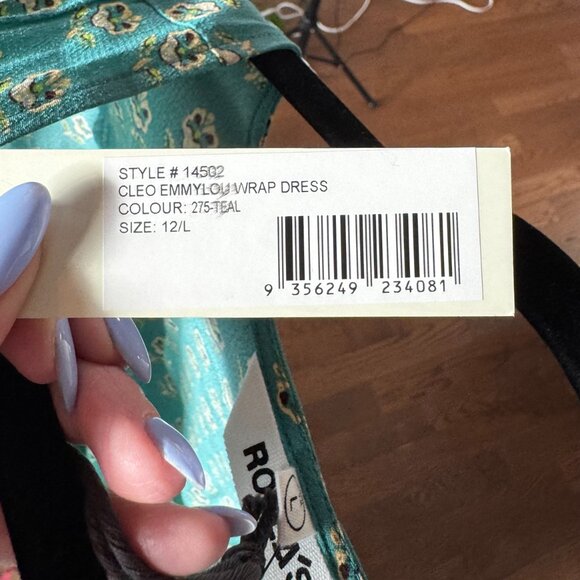 STYLE # 14502
CLEO EMMYLOU WRAP DRESS
COLOUR: 275-TEAL
SIZE: 12/L
9 356249 234081
L